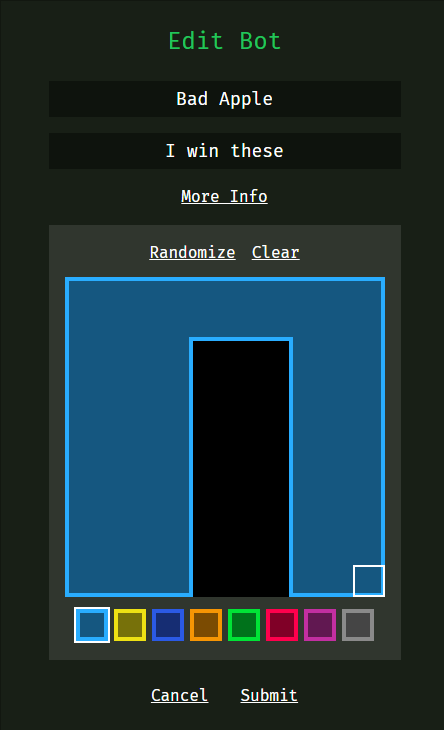 Edit Bot
Bad Apple
I win these
More Info
Randomize Clear
Cancel Submit